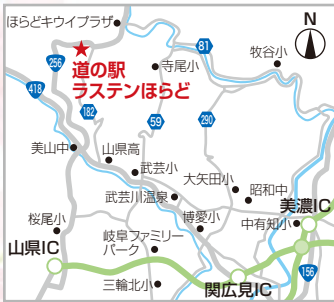 ほらどキウイプラザ
N
81
牧谷小
256
道の駅
ラステンほらど
寺尾小
418
182
59
290
美山中
山県高
武芸小
大矢田小
昭和中
武芸川温泉
美濃IC
桜尾小
博愛小
中有知小
山県IC
岐阜ファミリー
パーク
関広見IC
156
三輪北小